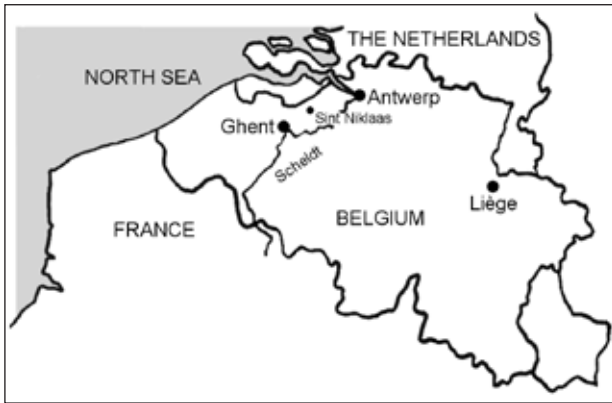 THE NETHERLANDS
NORTH SEA
Antwerp
Sint Niklaas
Ghent
Scheldt
Liège
BELGIUM
FRANCE